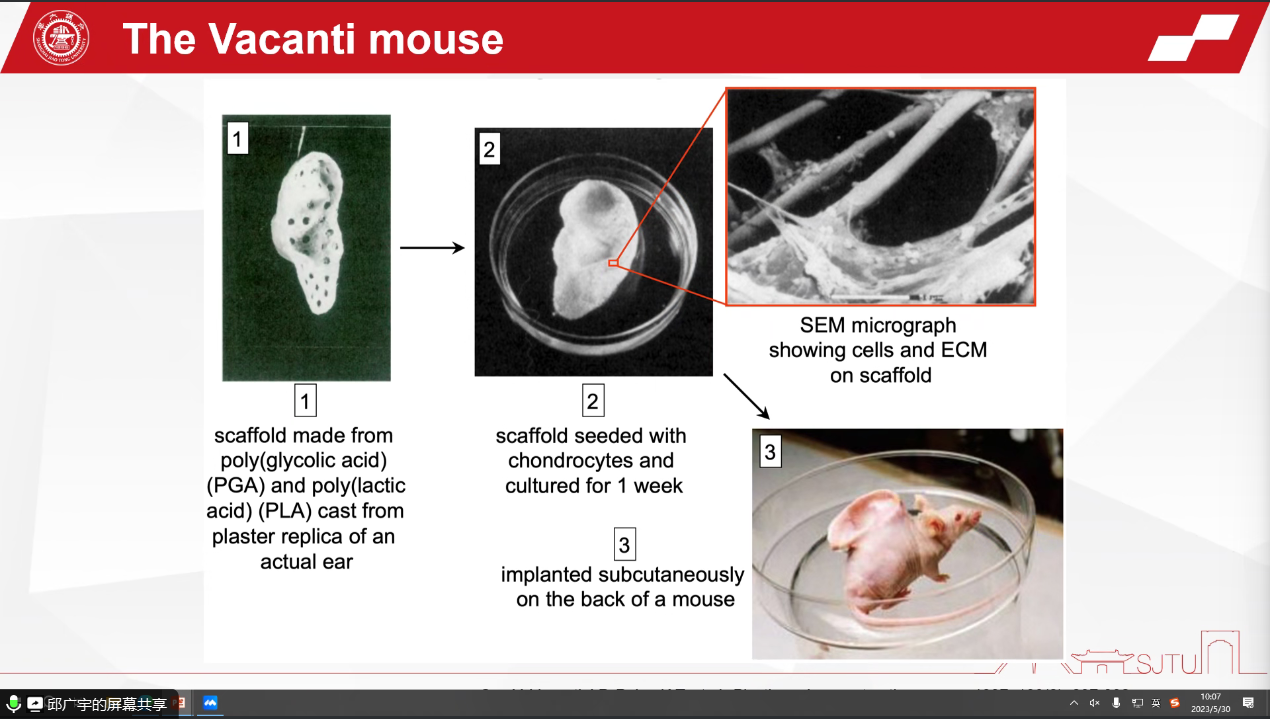 The Vacanti mouse
1
2
SEM micrograph
showing cells and ECM
on scaffold
1
scaffold made from
poly(glycolic acid)
(PGA) and poly(lactic
acid) (PLA) cast from
plaster replica of an
actual ear
2
scaffold seeded with
chondrocytes and
cultured for 1 week
3
implanted subcutaneously
on the back of a mouse
3
SJTU
邱广宇的屏幕共享
英
10:07
2023/5/30